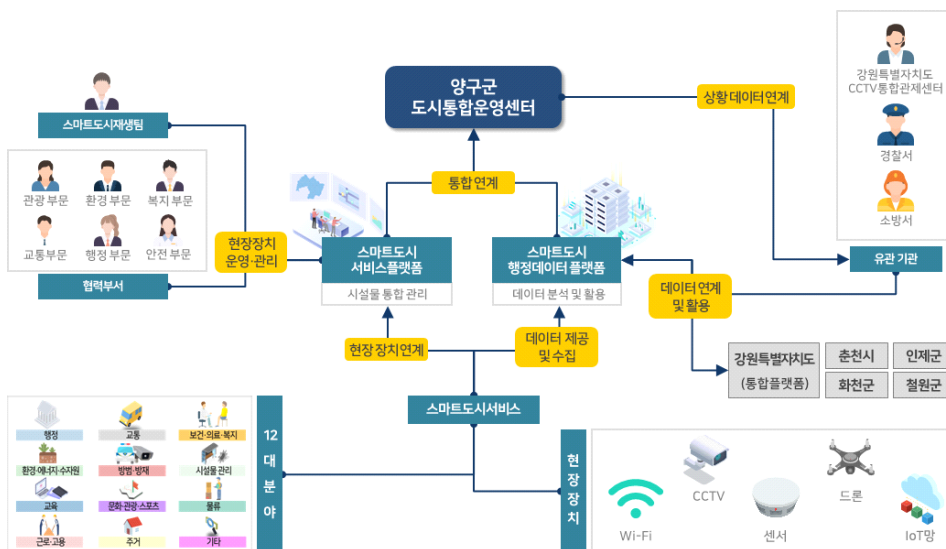 양구군
도시통합운영센터
상황 데이터연계
강원특별자치도
CCTV통합관제센터
경찰서
소방서
유관 기관
스마트도시재생팀
관광 부문
환경 부문
복지 부문
교통부문
행정 부문
안전 부문
협력부서
현장장치
운영·관리
통합 연계
스마트도시
서비스플랫폼
시설물 통합 관리
스마트도시
행정데이터 플랫폼
데이터 분석 및 활용
데이터 연계
및 활용
현장 장치연계
데이터 제공
및 수집
강원특별자치도
(통합플랫폼)
춘천시
인제군
화천군
철원군
스마트도시서비스
12
대
분
야
행정
교통
보건·의료·복지
환경·에너지·수자원
방범·방재
시설물 관리
교육
문화·관광·스포츠
물류
근로·고용
주거
기타
현
장
장
치
Wi-Fi
CCTV
센서
드론
IoT망